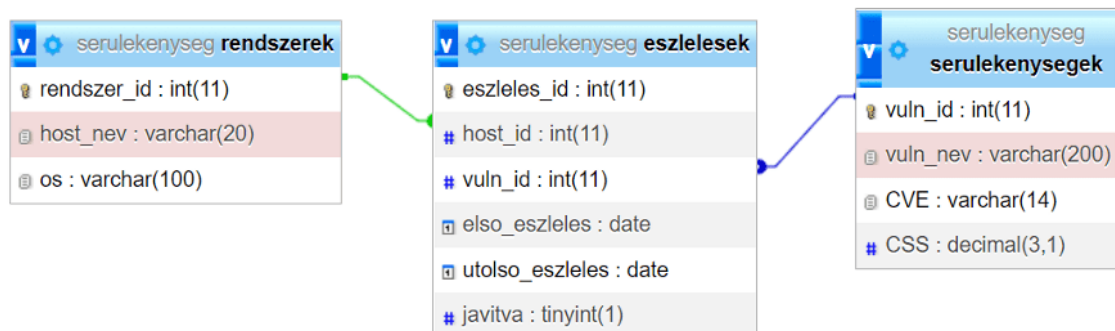 v serulekenyseg rendszerek
rendszer_id : int(11)
host_nev : varchar(20)
os : varchar(100)
v serulekenyseg eszlelesek
eszleles_id : int(11)
# host_id : int(11)
# vuln_id : int(11)
elso_eszleles : date
utolso_eszleles : date
# javitva : tinyint(1)
v serulekenyseg
serulekenysegek
vuln_id : int(11)
vuln_nev : varchar(200)
CVE : varchar(14)
# CSS : decimal(3,1)